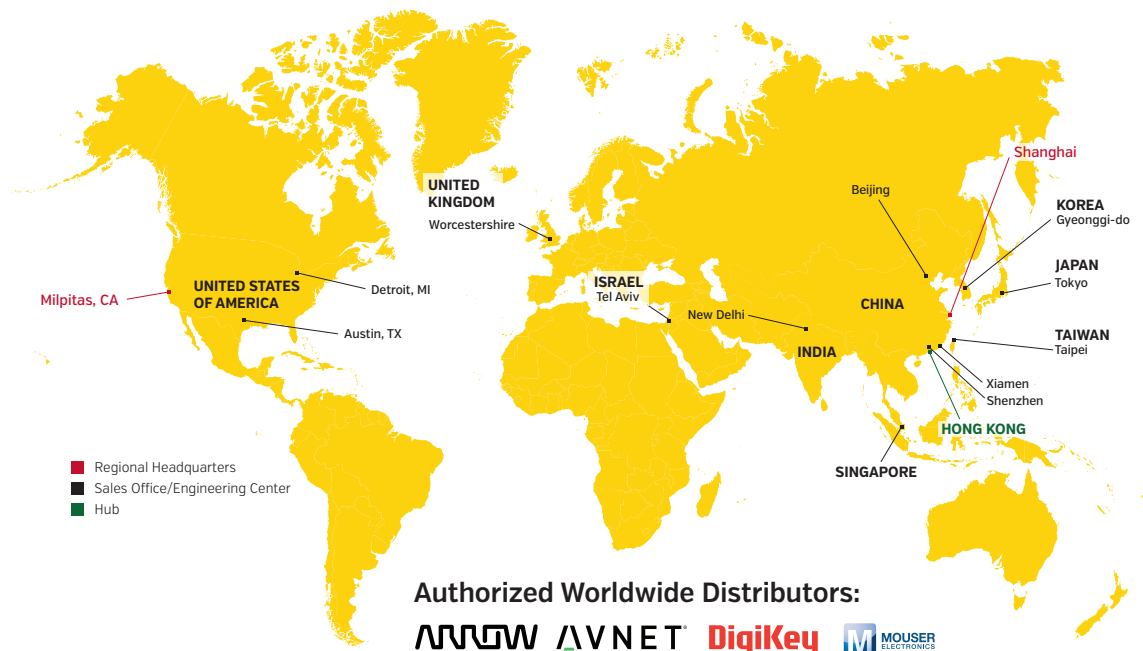 Shanghai
Beijing
UNITED
KINGDOM
Worcestershire
KOREA
Gyeonggi-do
JAPAN
Tokyo
ISRAEL
Tel Aviv
UNITED STATES
OF AMERICA
Milpitas, CA
Detroit, MI
Austin, TX
New Delhi
CHINA
INDIA
TAIWAN
Taipei
Xiamen
Shenzhen
HONG KONG
SINGAPORE
Regional Headquarters
Sales Office/Engineering Center
Hub
Authorized Worldwide Distributors:
ARROW AVNET® DigiKey M MOUSER
ELECTRONICS